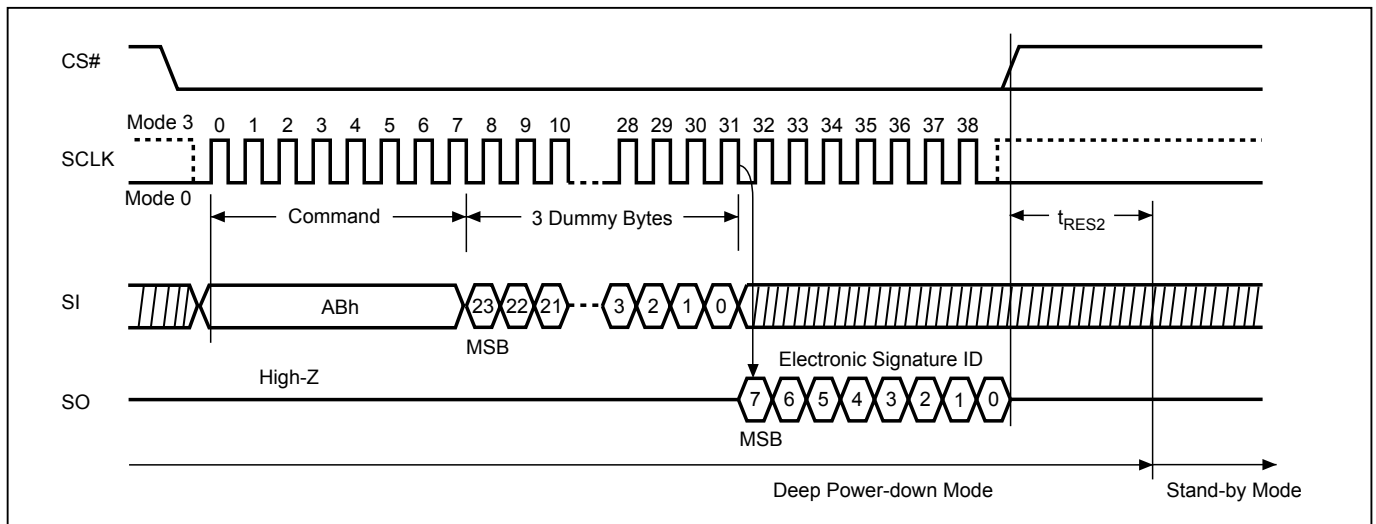 CS#
Mode 3 0 1 2 3 4 5 6 7 8 9 10 28 29 30 31 32 33 34 35 36 37 38
SCLK
Mode 0
Command 3 Dummy Bytes tRES2
SI ABh 23 22 21 3 2 1 0
MSB
High-Z Electronic Signature ID
SO 7 6 5 4 3 2 1 0
MSB
Deep Power-down Mode Stand-by Mode